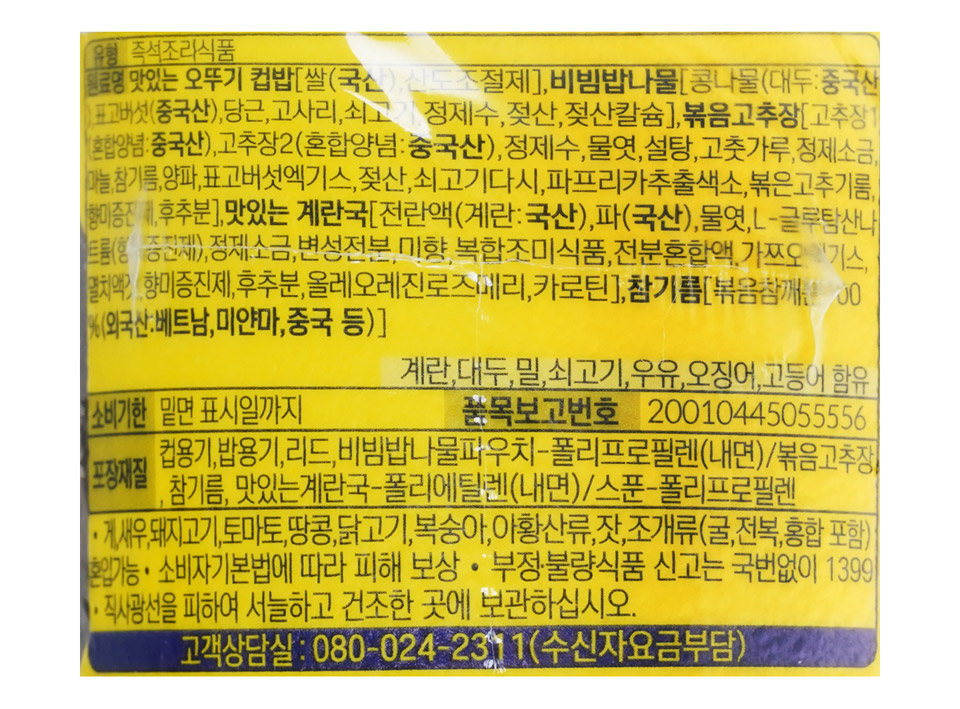 유형 즉석조리식품
원료명 맛있는 오뚜기 컵밥[쌀(국산),산도조절제],비빔밥나물[콩나물(대두:중국산
),표고버섯(중국산),당근,고사리,쇠고기,정제수,젖산,젖산칼슘],볶음고추장[고추장1
(혼합양념:중국산),고추장2(혼합양념:중국산),정제수,물엿,설탕,고춧가루,정제소금,
마늘,참기름,양파,표고버섯엑기스,젖산,쇠고기다시,파프리카추출색소,볶은고추기름,
향미증진제,후추분],맛있는 계란국[전란액(계란:국산),파(국산),물엿,L-글루탐산나
트륨(향미증진제),정제소금,변성전분,미향,복합조미식품,전분혼합액,가쯔오엑기스,
멸치액기,향미증진제,후추분,올레오레진로즈메리,카로틴],참기름[볶음참깨분 100
%(외국산:베트남,미얀마,중국 등)]
계란,대두,밀,쇠고기,우유,오징어,고등어 함유
소비기한 밑면 표시일까지 품목보고번호 20010445055556
포장재질 컵용기,밥용기,리드,비빔밥나물파우치-폴리프로필렌(내면)/볶음고추장
, 참기름, 맛있는계란국-폴리에틸렌(내면)/스푼-폴리프로필렌
• 게,새우,돼지고기,토마토,땅콩,닭고기,복숭아,아황산류,잣,조개류(굴,전복,홍합 포함)
혼입가능 • 소비자기본법에 따라 피해 보상 • 부정·불량식품 신고는 국번없이 1399
• 직사광선을 피하여 서늘하고 건조한 곳에 보관하십시오.
고객상담실:080-024-2311(수신자요금부담)